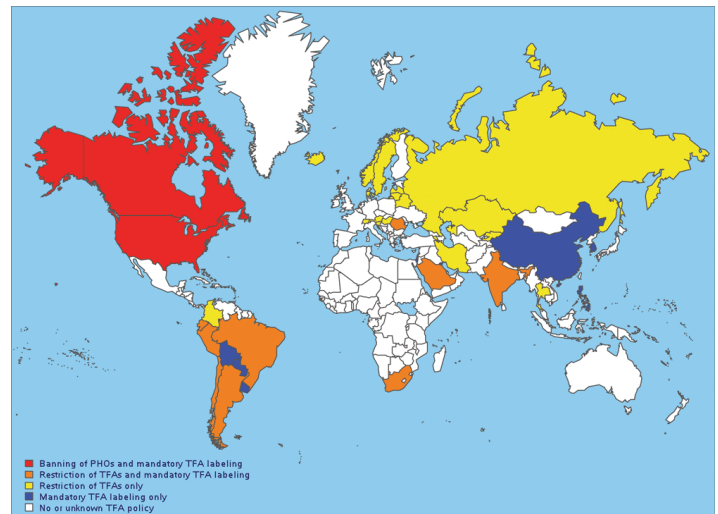 Banning of PHOs and mandatory TFA labeling
Restriction of TFAs and mandatory TFA labeling
Restriction of TFAs only
Mandatory TFA labeling only
No or unknown TFA policy